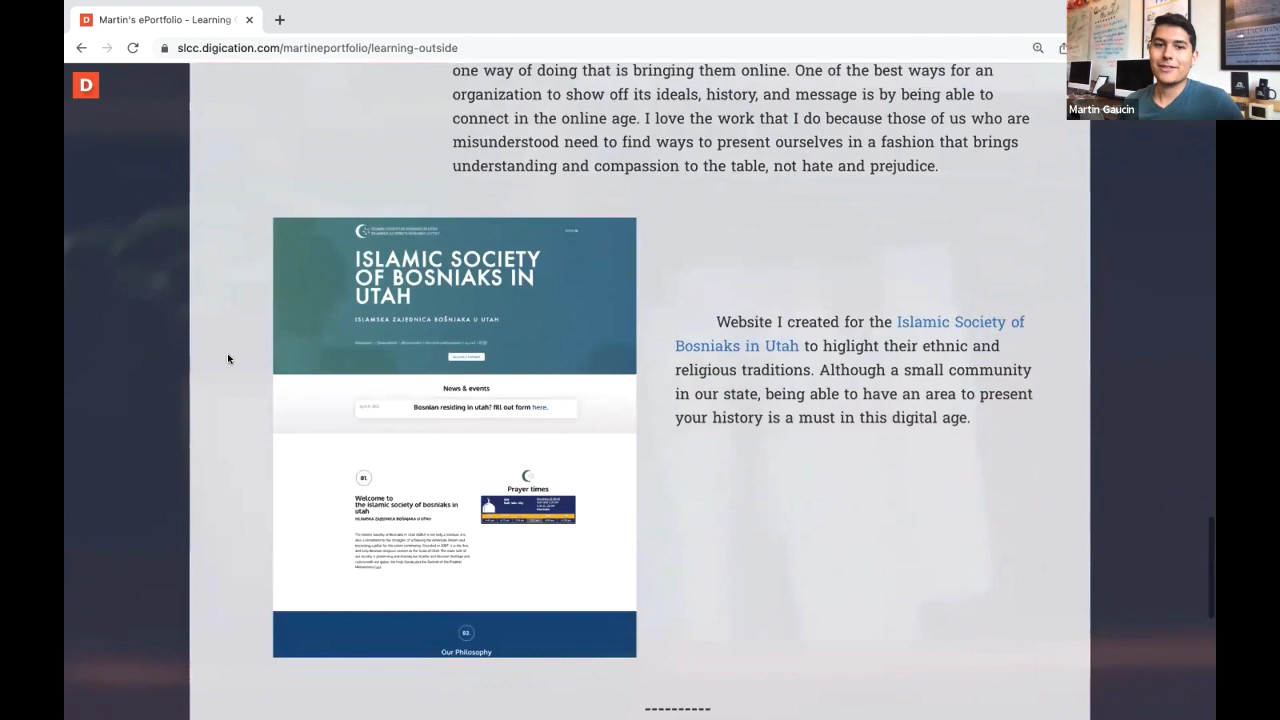 Martin's ePortfolio - Learning
slcc.digication.com/martineportfolio/learning-outside
Martin Gaucin
D
one way of doing that is bringing them online. One of the best ways for an
organization to show off its ideals, history, and message is by being able to
connect in the online age. I love the work that I do because those of us who are
misunderstood need to find ways to present ourselves in a fashion that brings
understanding and compassion to the table, not hate and prejudice.
ISLAMIC SOCIETY
OF BOSNIAKS IN
UTAH
ISLAMSKA ZAJEDNICA BOŠNJAKA U UTAH
News & events
Bosnian residing in utah? fill out form here.
01.
Welcome to
the islamic society of bosniaks in
utah
ISLAMSKA ZAJEDNICA BOŠNJAKA U UTAH
Prayer times
02.
Our Philosophy
Website I created for the Islamic Society of
Bosniaks in Utah to higlight their ethnic and
religious traditions. Although a small community
in our state, being able to have an area to present
your history is a must in this digital age.
----------